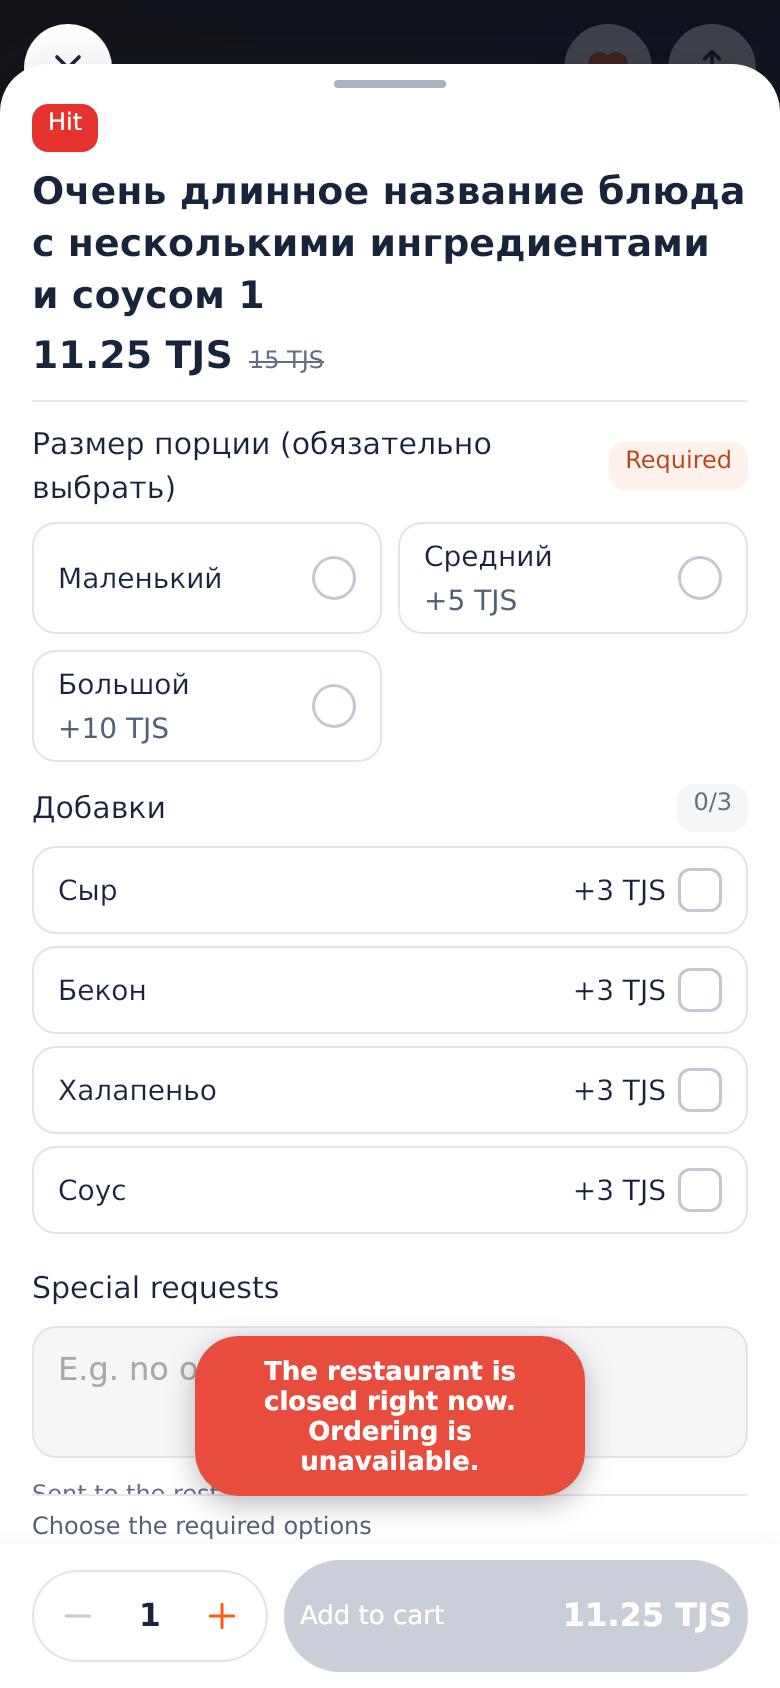 Hit
Очень длинное название блюда
с несколькими ингредиентами
и соусом 1
11.25 TJS 15 TJS
Размер порции (обязательно
выбрать)
Required
Маленький
Средний
+5 TJS
Большой
+10 TJS
Добавки
0/3
Сыр +3 TJS
Бекон +3 TJS
Халапеньо +3 TJS
Соус +3 TJS
Special requests
E.g. no
The restaurant is
closed right now.
Ordering is
unavailable.
Sent to the
Choose the required options
1
Add to cart 11.25 TJS